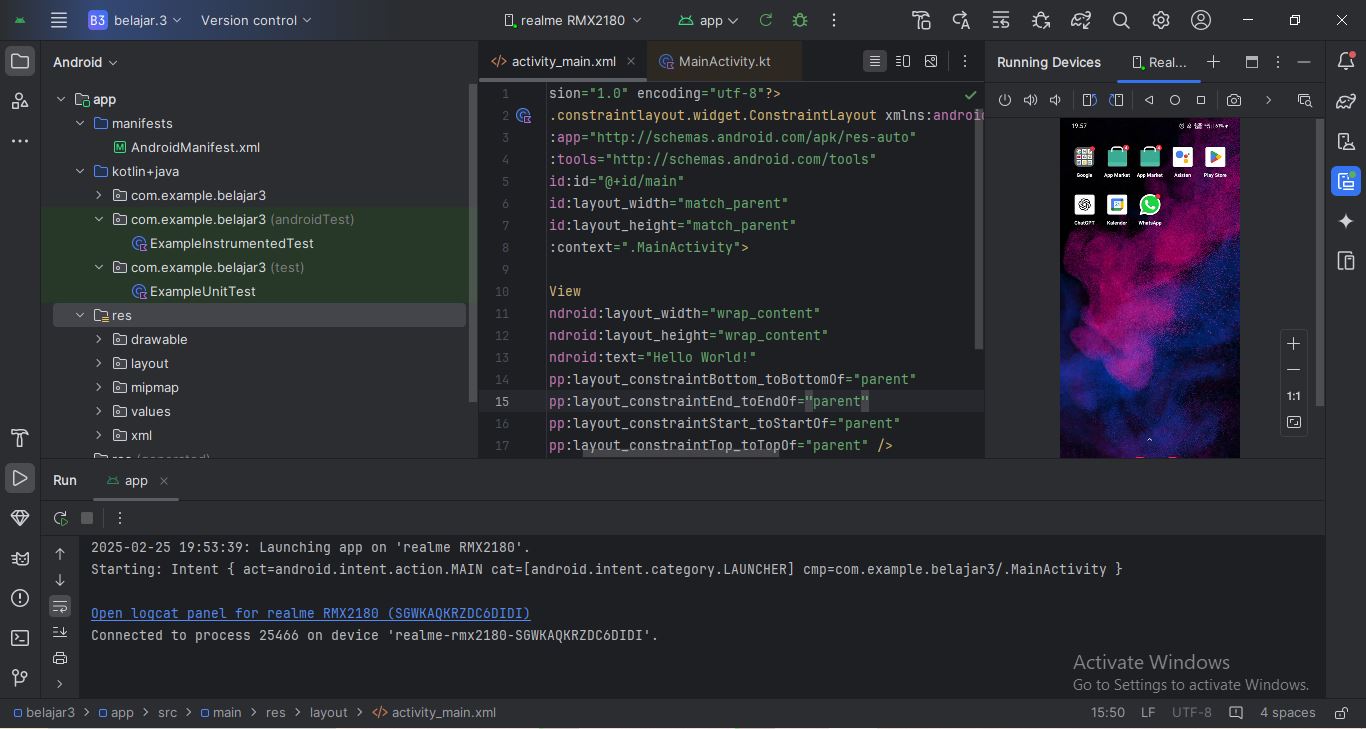 B3 belajar.3 Version control realme RMX2180 app
Android
activity_main.xml MainActivity.kt
Running Devices Real...
app
manifests
AndroidManifest.xml
kotlin+java
com.example.belajar3
com.example.belajar3 (androidTest)
ExampleInstrumentedTest
com.example.belajar3 (test)
ExampleUnitTest
res
drawable
layout
mipmap
values
xml
res (generated)
1 sion="1.0" encoding="utf-8"?>
2 .constraintlayout.widget.ConstraintLayout xmlns:androi
3 :app="http://schemas.android.com/apk/res-auto"
4 :tools="http://schemas.android.com/tools"
5 id:id="@+id/main"
6 id:layout_width="match_parent"
7 id:layout_height="match_parent"
8 :context=".MainActivity">
9
10 View
11 ndroid:layout_width="wrap_content"
12 ndroid:layout_height="wrap_content"
13 ndroid:text="Hello World!"
14 pp:layout_constraintBottom_toBottomOf="parent"
15 pp:layout_constraintEnd_toEndOf="parent"
16 pp:layout_constraintStart_toStartOf="parent"
17 pp:layout_constraintTop_toTopOf="parent" />
19.57
Google App Market App Market Asisten Play Store
ChatGPT Kalender WhatsApp
1:1
Run app
2025-02-25 19:53:39: Launching app on 'realme RMX2180'.
Starting: Intent { act=android.intent.action.MAIN cat=[android.intent.category.LAUNCHER] cmp=com.example.belajar3/.MainActivity }
Open logcat panel for realme RMX2180 (SGWKAQKRZDC6DIDI)
Connected to process 25466 on device 'realme-rmx2180-SGWKAQKRZDC6DIDI'.
Activate Windows
Go to Settings to activate Windows.
belajar3 > app > src > main > res > layout > activity_main.xml 15:50 LF UTF-8 4 spaces